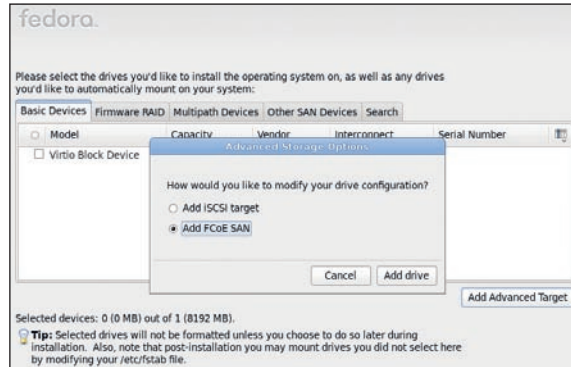 fedora.
Please select the drives you'd like to install the operating system on, as well as any drives
you'd like to automatically mount on your system:
Basic Devices Firmware RAID Multipath Devices Other SAN Devices Search
Model Capacity Vendor Interconnect Serial Number
Virtio Block Device
Advanced Storage Options
How would you like to modify your drive configuration?
Add iSCSI target
Add FCoE SAN
Cancel Add drive
Add Advanced Target
Selected devices: 0 (0 MB) out of 1 (8192 MB).
Tip: Selected drives will not be formatted unless you choose to do so later during
installation. Also, note that post-installation you may mount drives you did not select here
by modifying your /etc/fstab file.